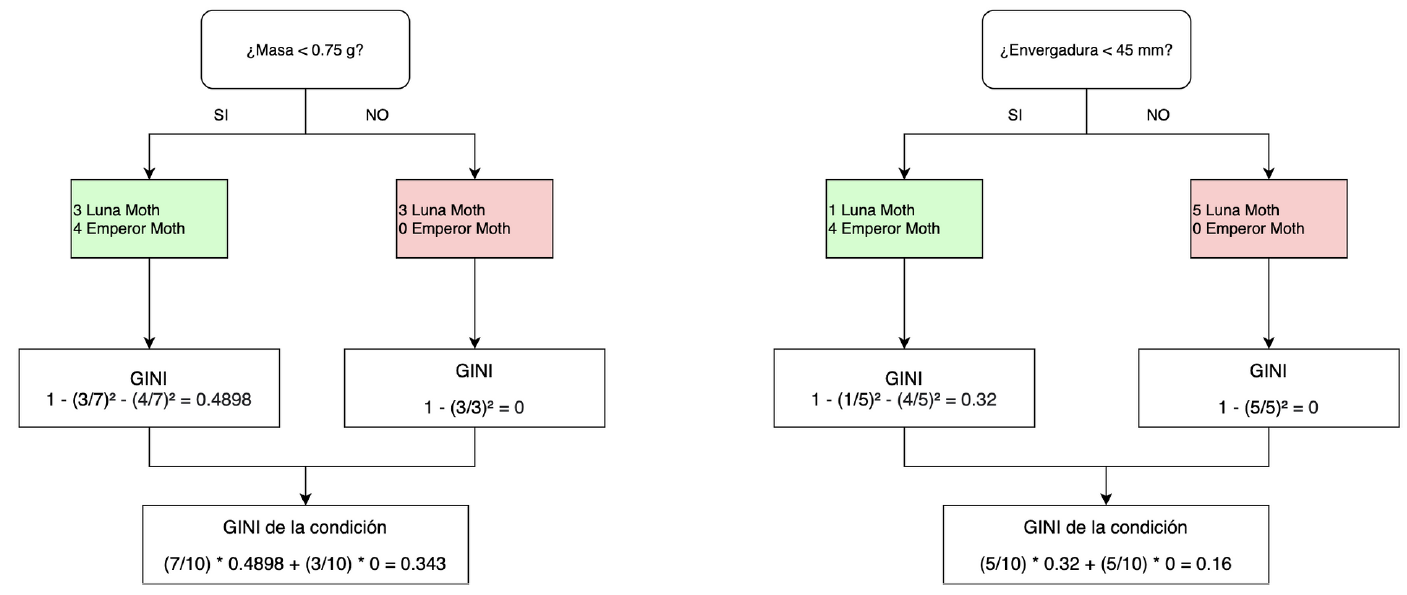 ¿Masa < 0.75 g?
SI
NO
3 Luna Moth
4 Emperor Moth
3 Luna Moth
0 Emperor Moth
GINI
1 - (3/7)² - (4/7)² = 0.4898
GINI
1 - (3/3)² = 0
GINI de la condición
(7/10) * 0.4898 + (3/10) * 0 = 0.343
¿Envergadura < 45 mm?
SI
NO
1 Luna Moth
4 Emperor Moth
5 Luna Moth
0 Emperor Moth
GINI
1 - (1/5)² - (4/5)² = 0.32
GINI
1 - (5/5)² = 0
GINI de la condición
(5/10) * 0.32 + (5/10) * 0 = 0.16